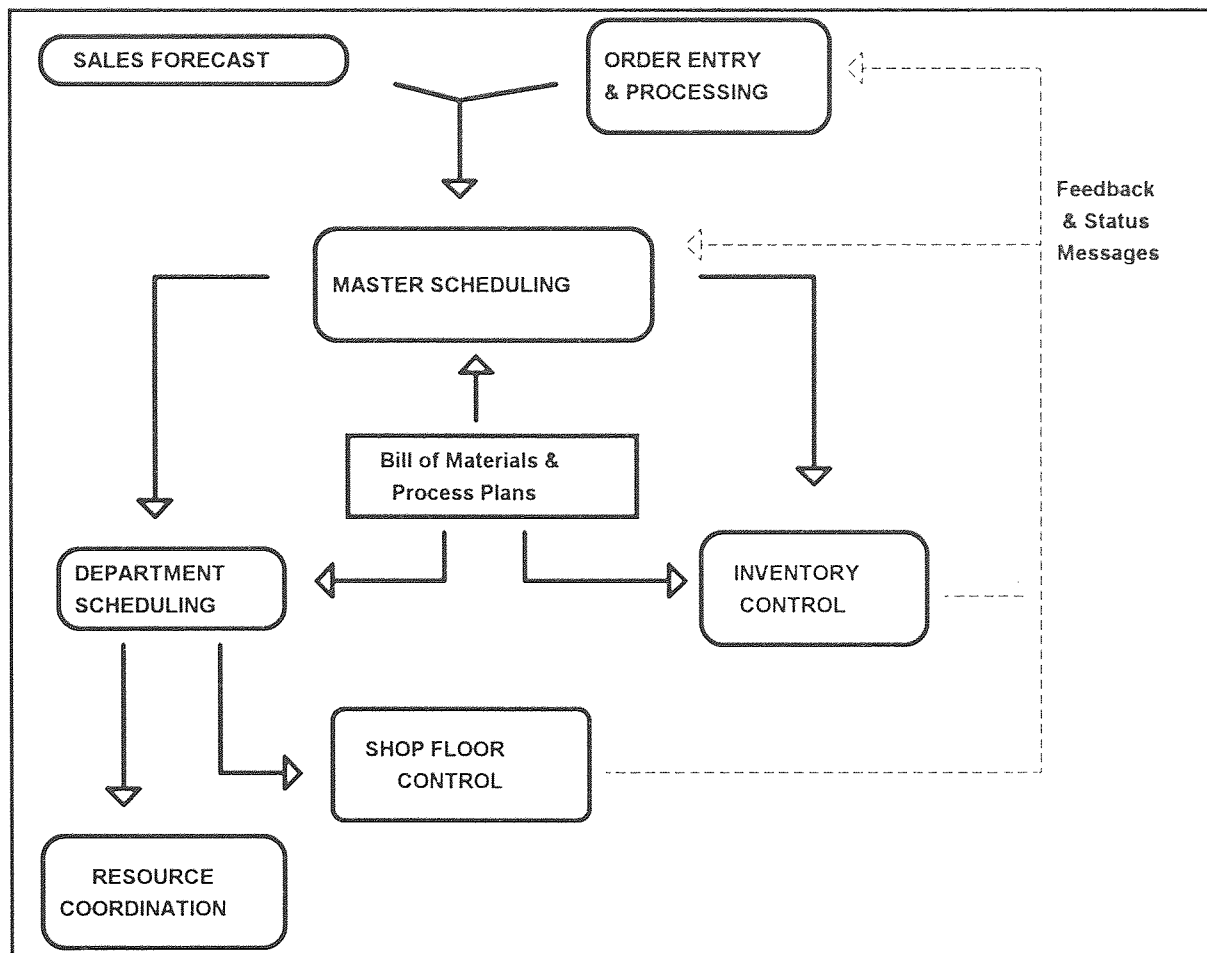 SALES FORECAST
ORDER ENTRY
& PROCESSING
Feedback
& Status
Messages
MASTER SCHEDULING
Bill of Materials &
Process Plans
DEPARTMENT
SCHEDULING
INVENTORY
CONTROL
SHOP FLOOR
CONTROL
RESOURCE
COORDINATION